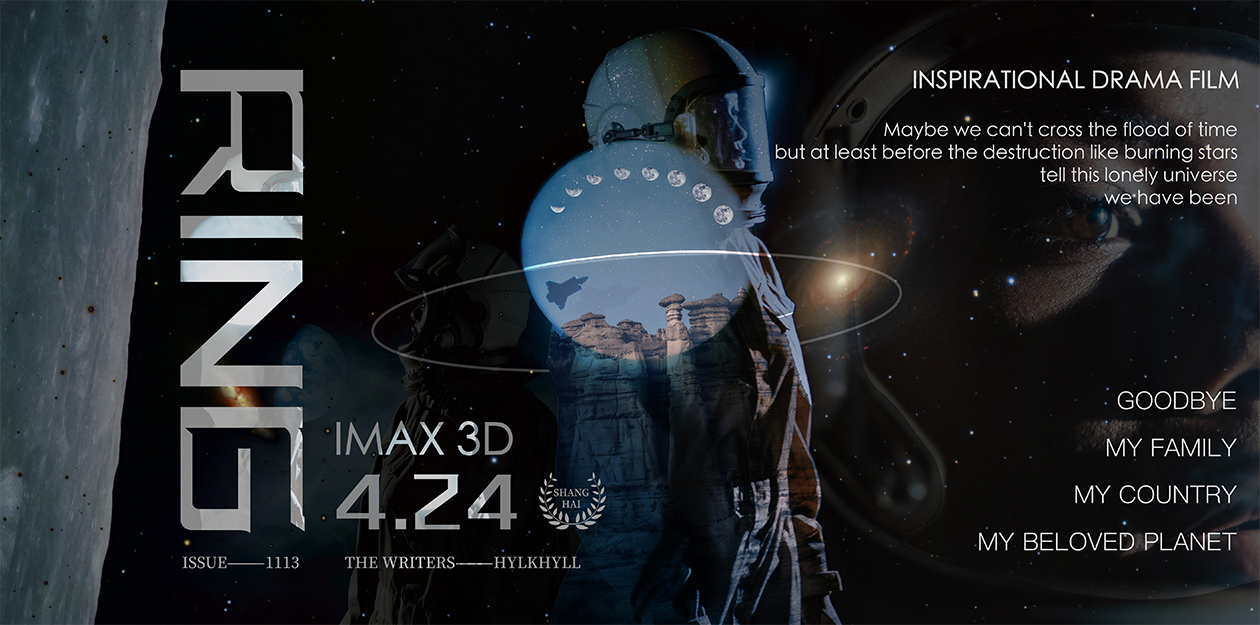 RING
IMAX 3D
4.24
SHANG
HAI
ISSUE——1113
THE WRITERS——HYLKHYLL
INSPIRATIONAL DRAMA FILM
Maybe we can't cross the flood of time
but at least before the destruction like burning stars
tell this lonely universe
we have been
GOODBYE
MY FAMILY
MY COUNTRY
MY BELOVED PLANET